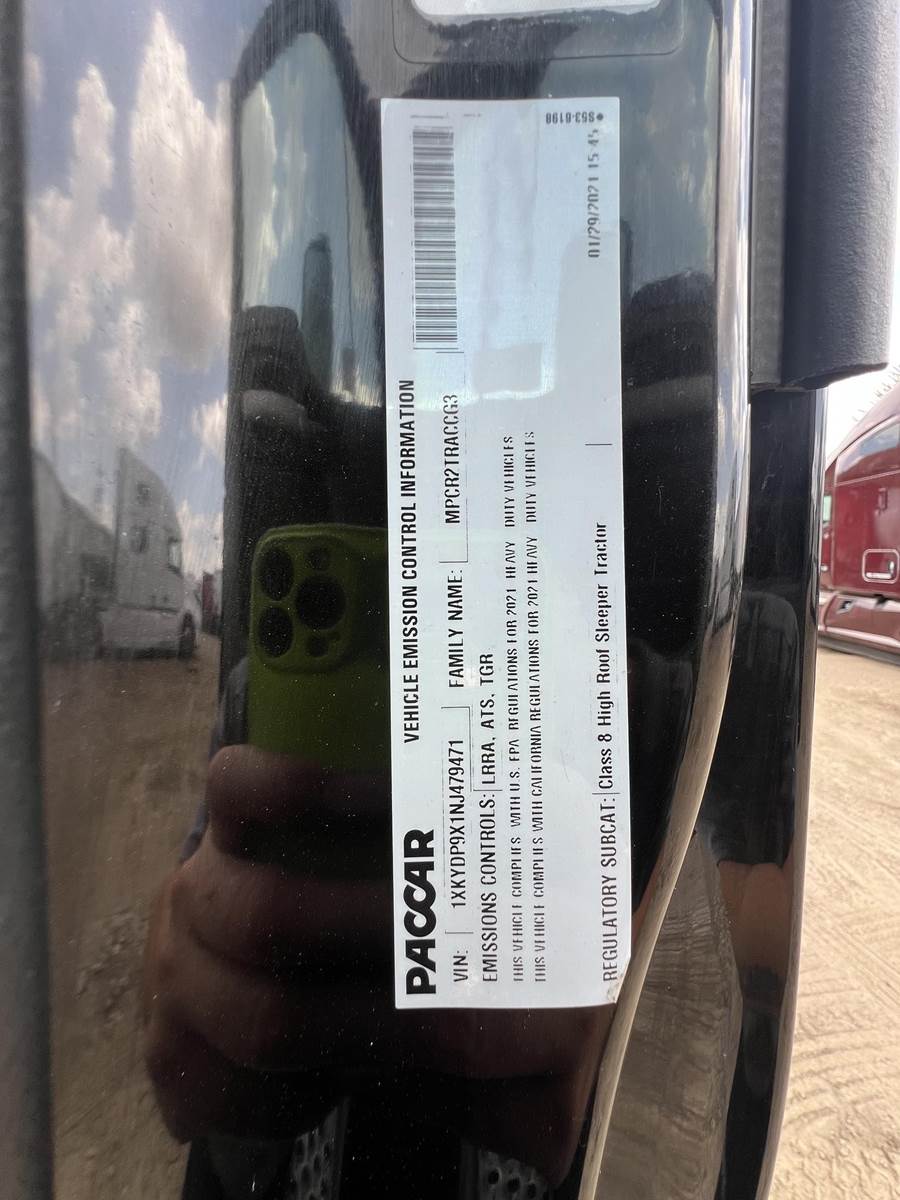 PACCAR VEHICLE EMISSION CONTROL INFORMATION
VIN: 1XKYDP9X1NJ479471 FAMILY NAME: MPCR2TRACCG3
EMISSIONS CONTROLS: LRRA, ATS, TGR
THIS VEHICLE COMPLIES WITH U.S. EPA REGULATIONS FOR 2021 HEAVY DUTY VEHICLES
THIS VEHICLE COMPLIES WITH CALIFORNIA REGULATIONS FOR 2021 HEAVY DUTY VEHICLES
REGULATORY SUBCAT: Class 8 High Roof Sleeper Tractor
01/29/2021 15 45
S53-6198